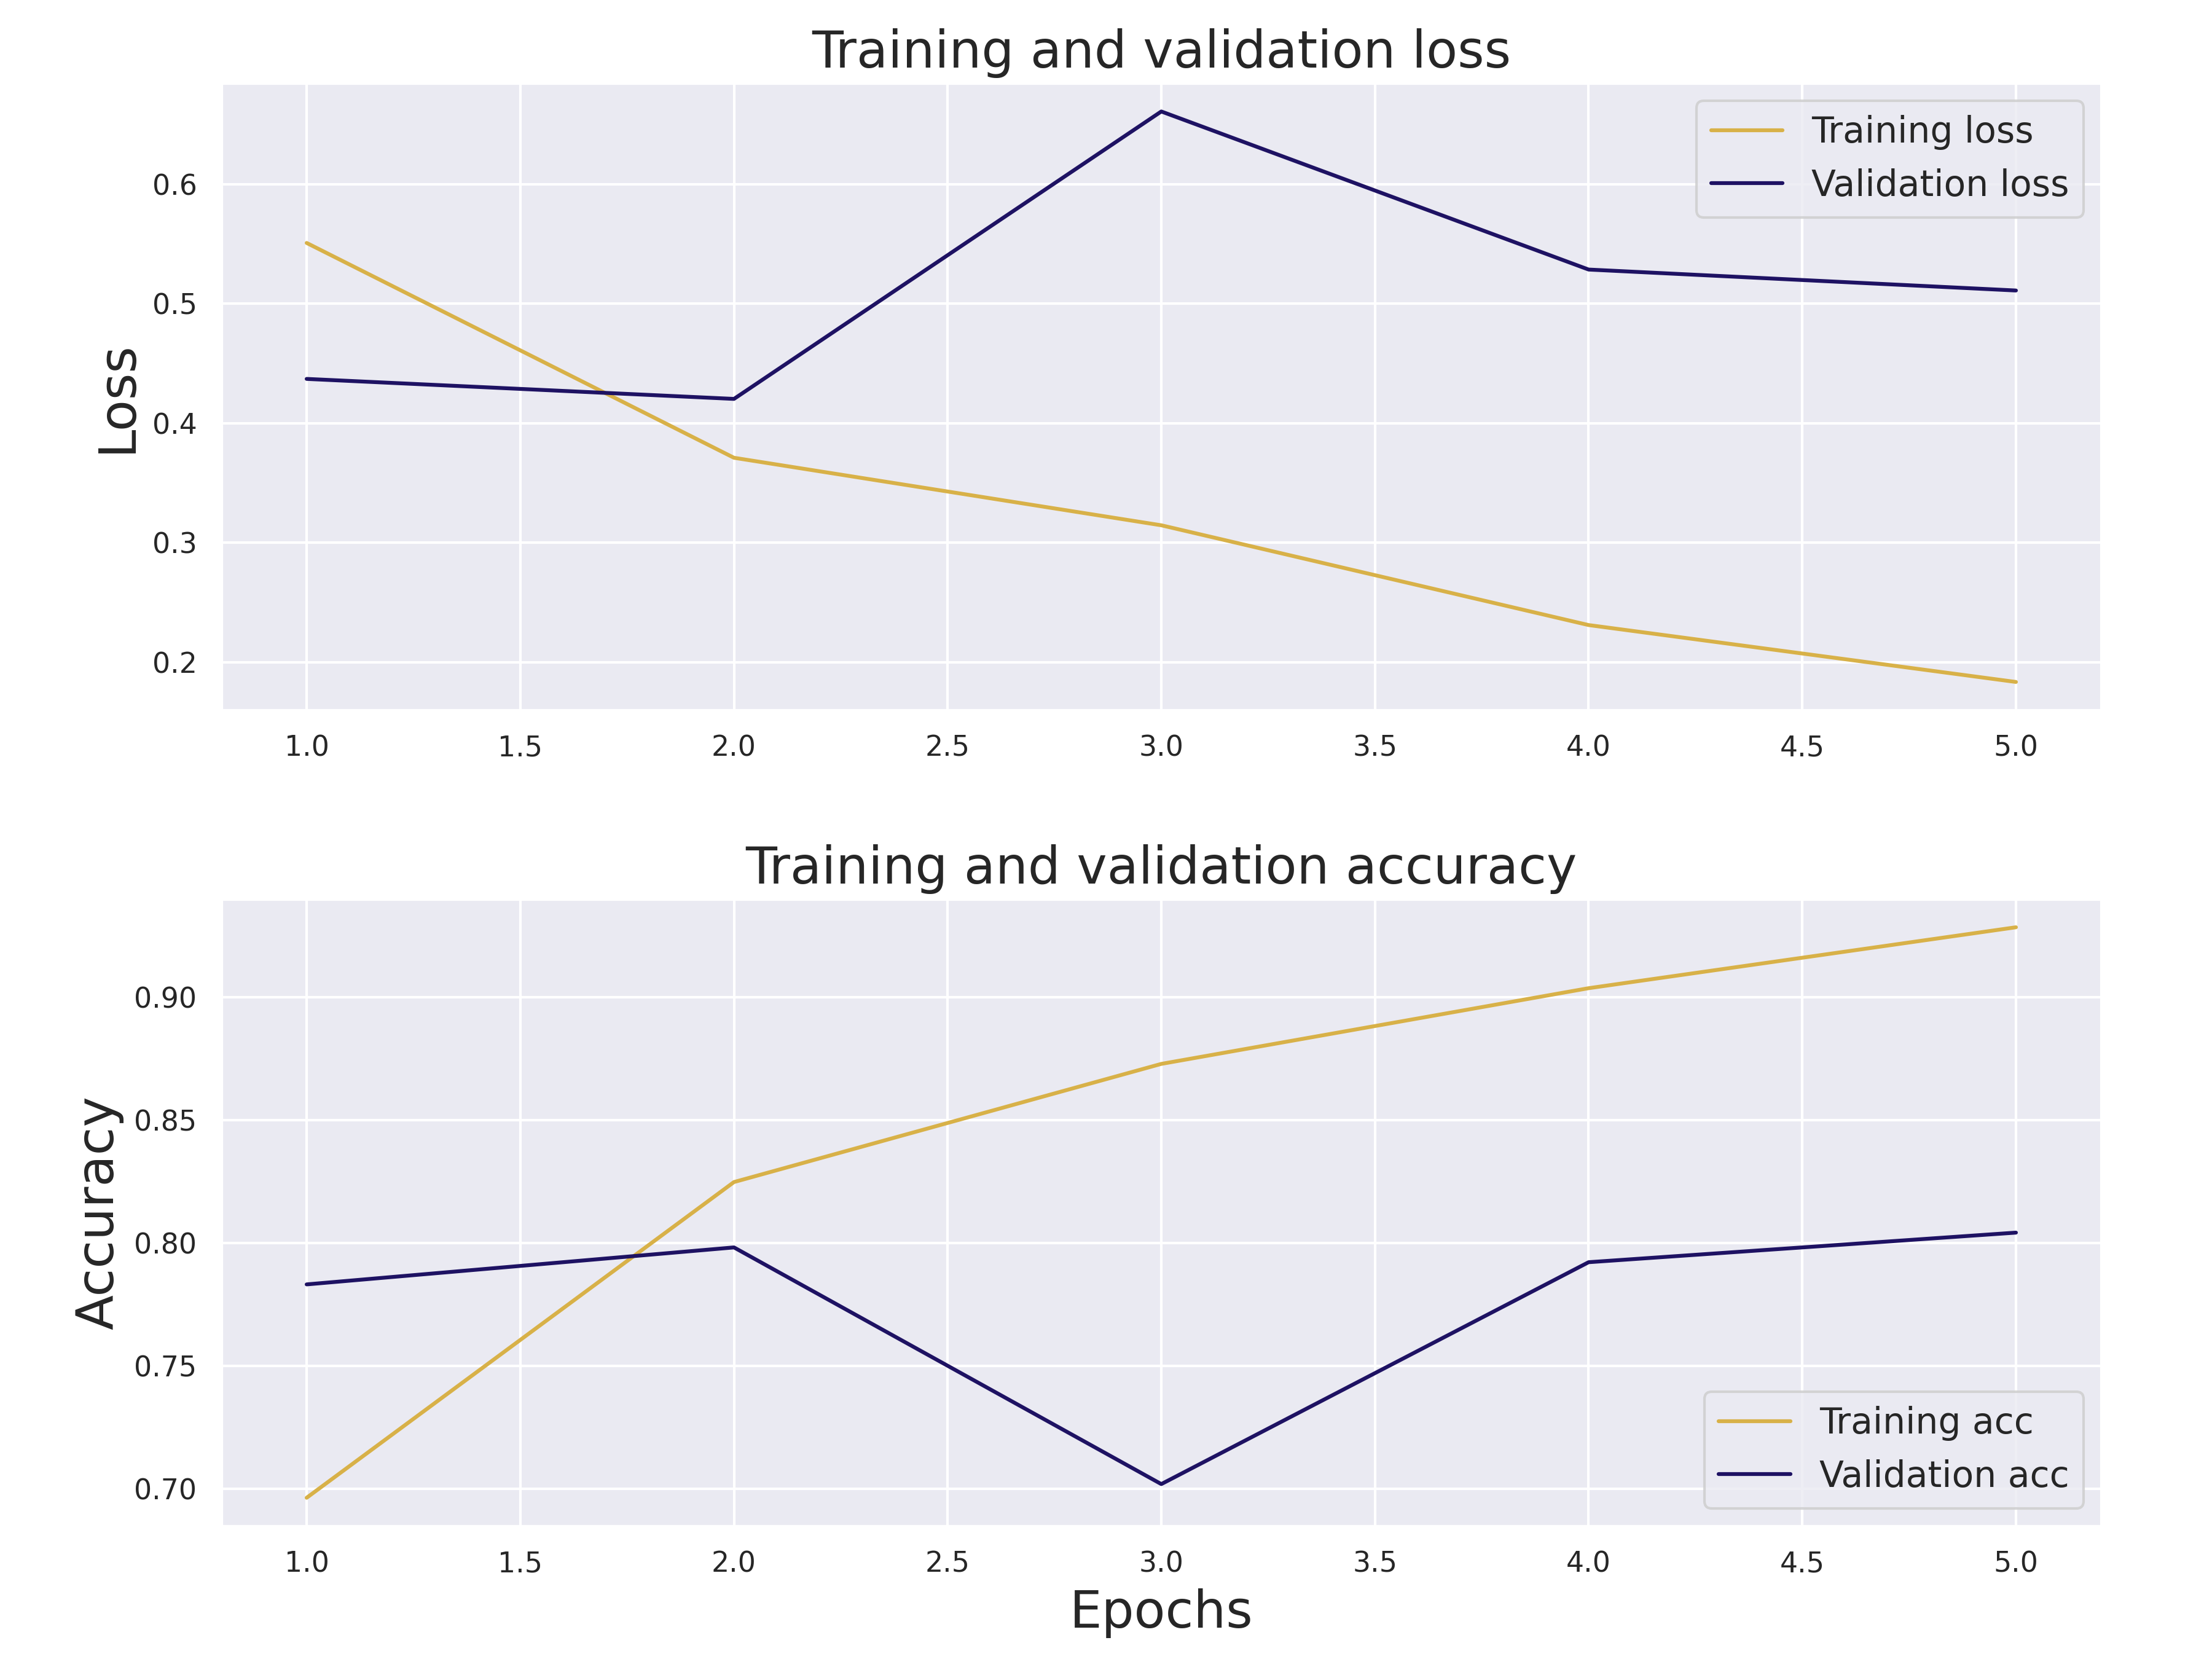 Training and validation loss
Training loss
Validation loss
0.6
0.5
0.4
0.3
0.2
Loss
1.0 1.5 2.0 2.5 3.0 3.5 4.0 4.5 5.0
Training and validation accuracy
0.90
0.85
0.80
0.75
0.70
Accuracy
Training acc
Validation acc
1.0 1.5 2.0 2.5 3.0 3.5 4.0 4.5 5.0
Epochs